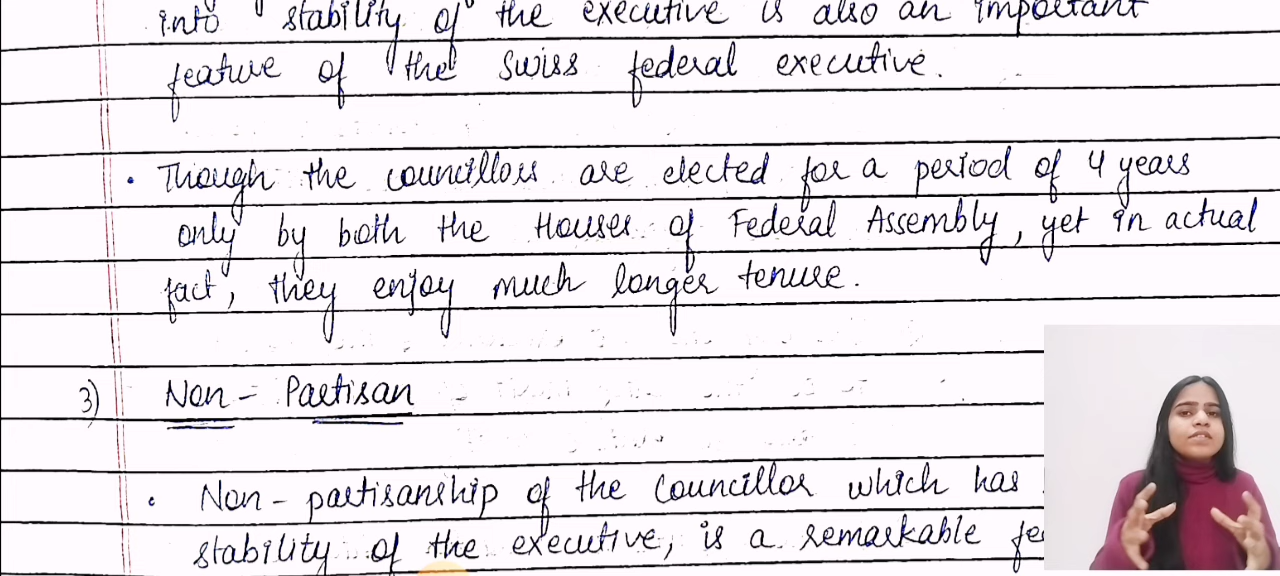 into stability of the executive is also an important
feature of the Swiss federal executive.
• Though the councillors are elected for a period of 4 years
only by both the Houses of Federal Assembly, yet in actual
fact, they enjoy much longer tenure.
3) Non - Partisan
• Non - partisanship of the Councillor which has
stability of the executive, is a remarkable